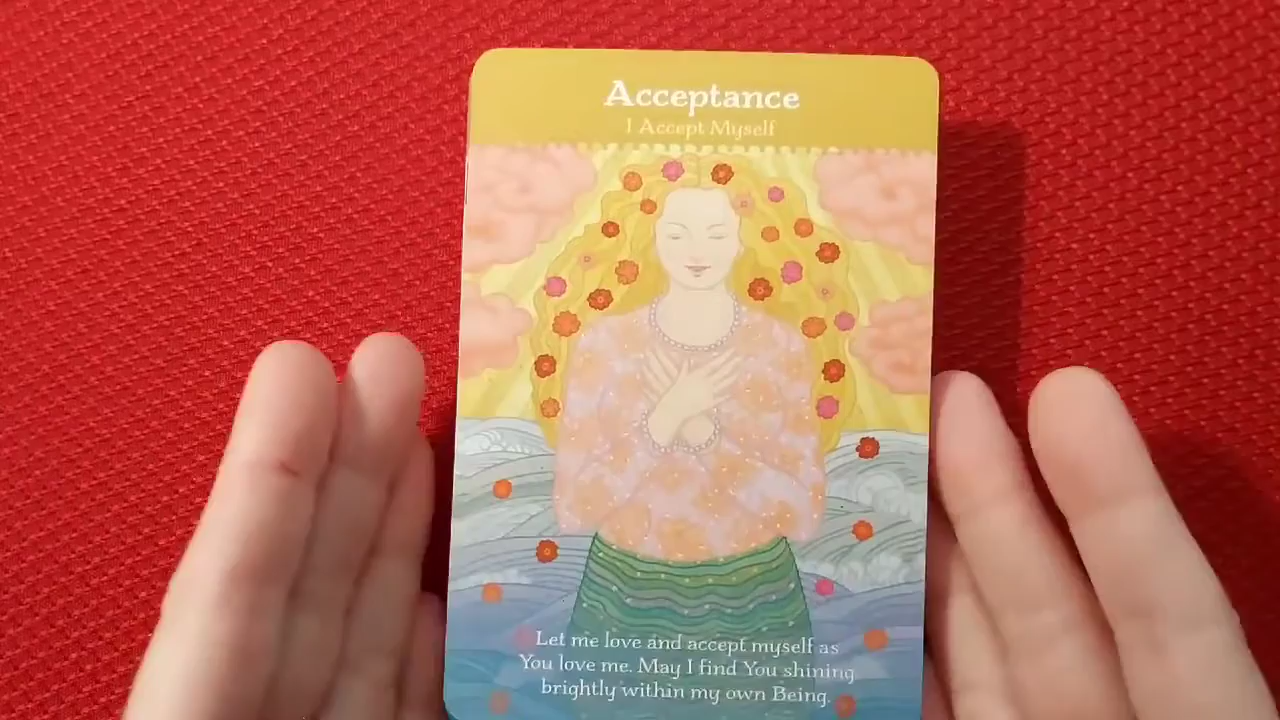 Acceptance
I Accept Myself
Let me love and accept myself as
You love me. May I find You shining
brightly within my own Being.